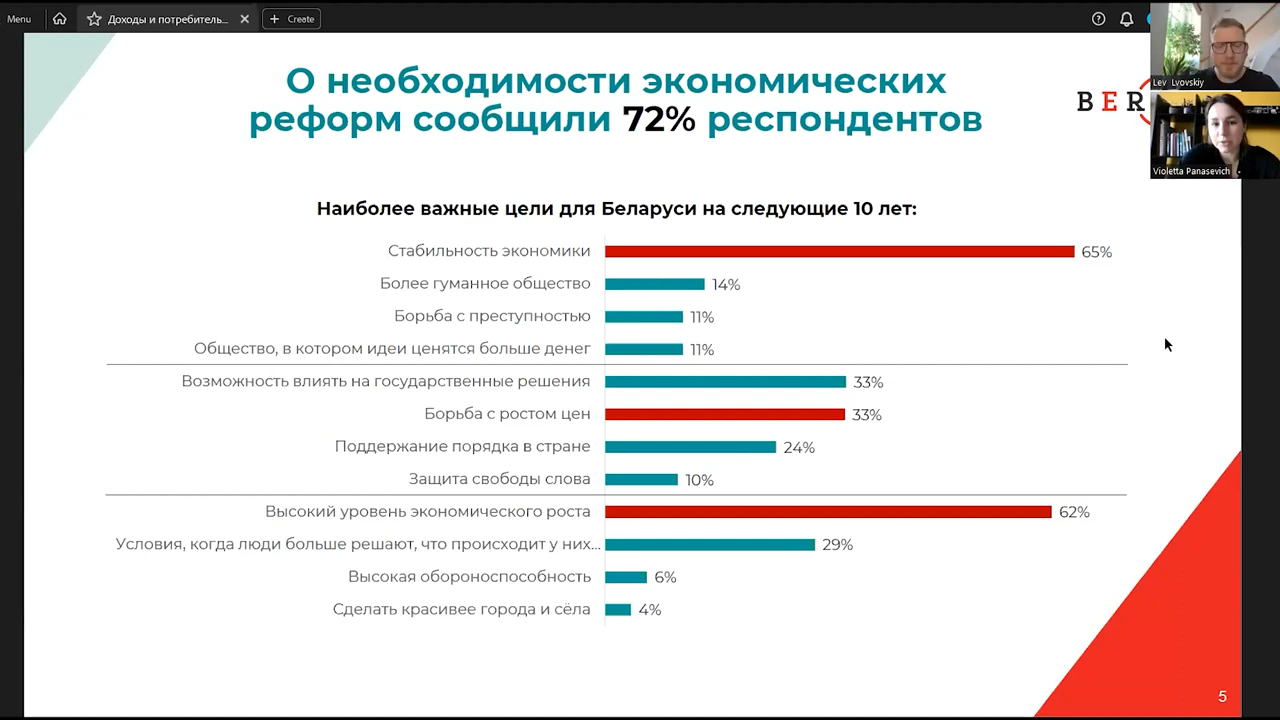 Menu
Доходы и потребитель...
Create
О необходимости экономических
реформ сообщили 72% респондентов
BER
Lev Lvovskiy
Violetta Panasevich
Наиболее важные цели для Беларуси на следующие 10 лет:
Стабильность экономики 65%
Более гуманное общество 14%
Борьба с преступностью 11%
Общество, в котором идеи ценятся больше денег 11%
Возможность влиять на государственные решения 33%
Борьба с ростом цен 33%
Поддержание порядка в стране 24%
Защита свободы слова 10%
Высокий уровень экономического роста 62%
Условия, когда люди больше решают, что происходит у них... 29%
Высокая обороноспособность 6%
Сделать красивее города и сёла 4%
5